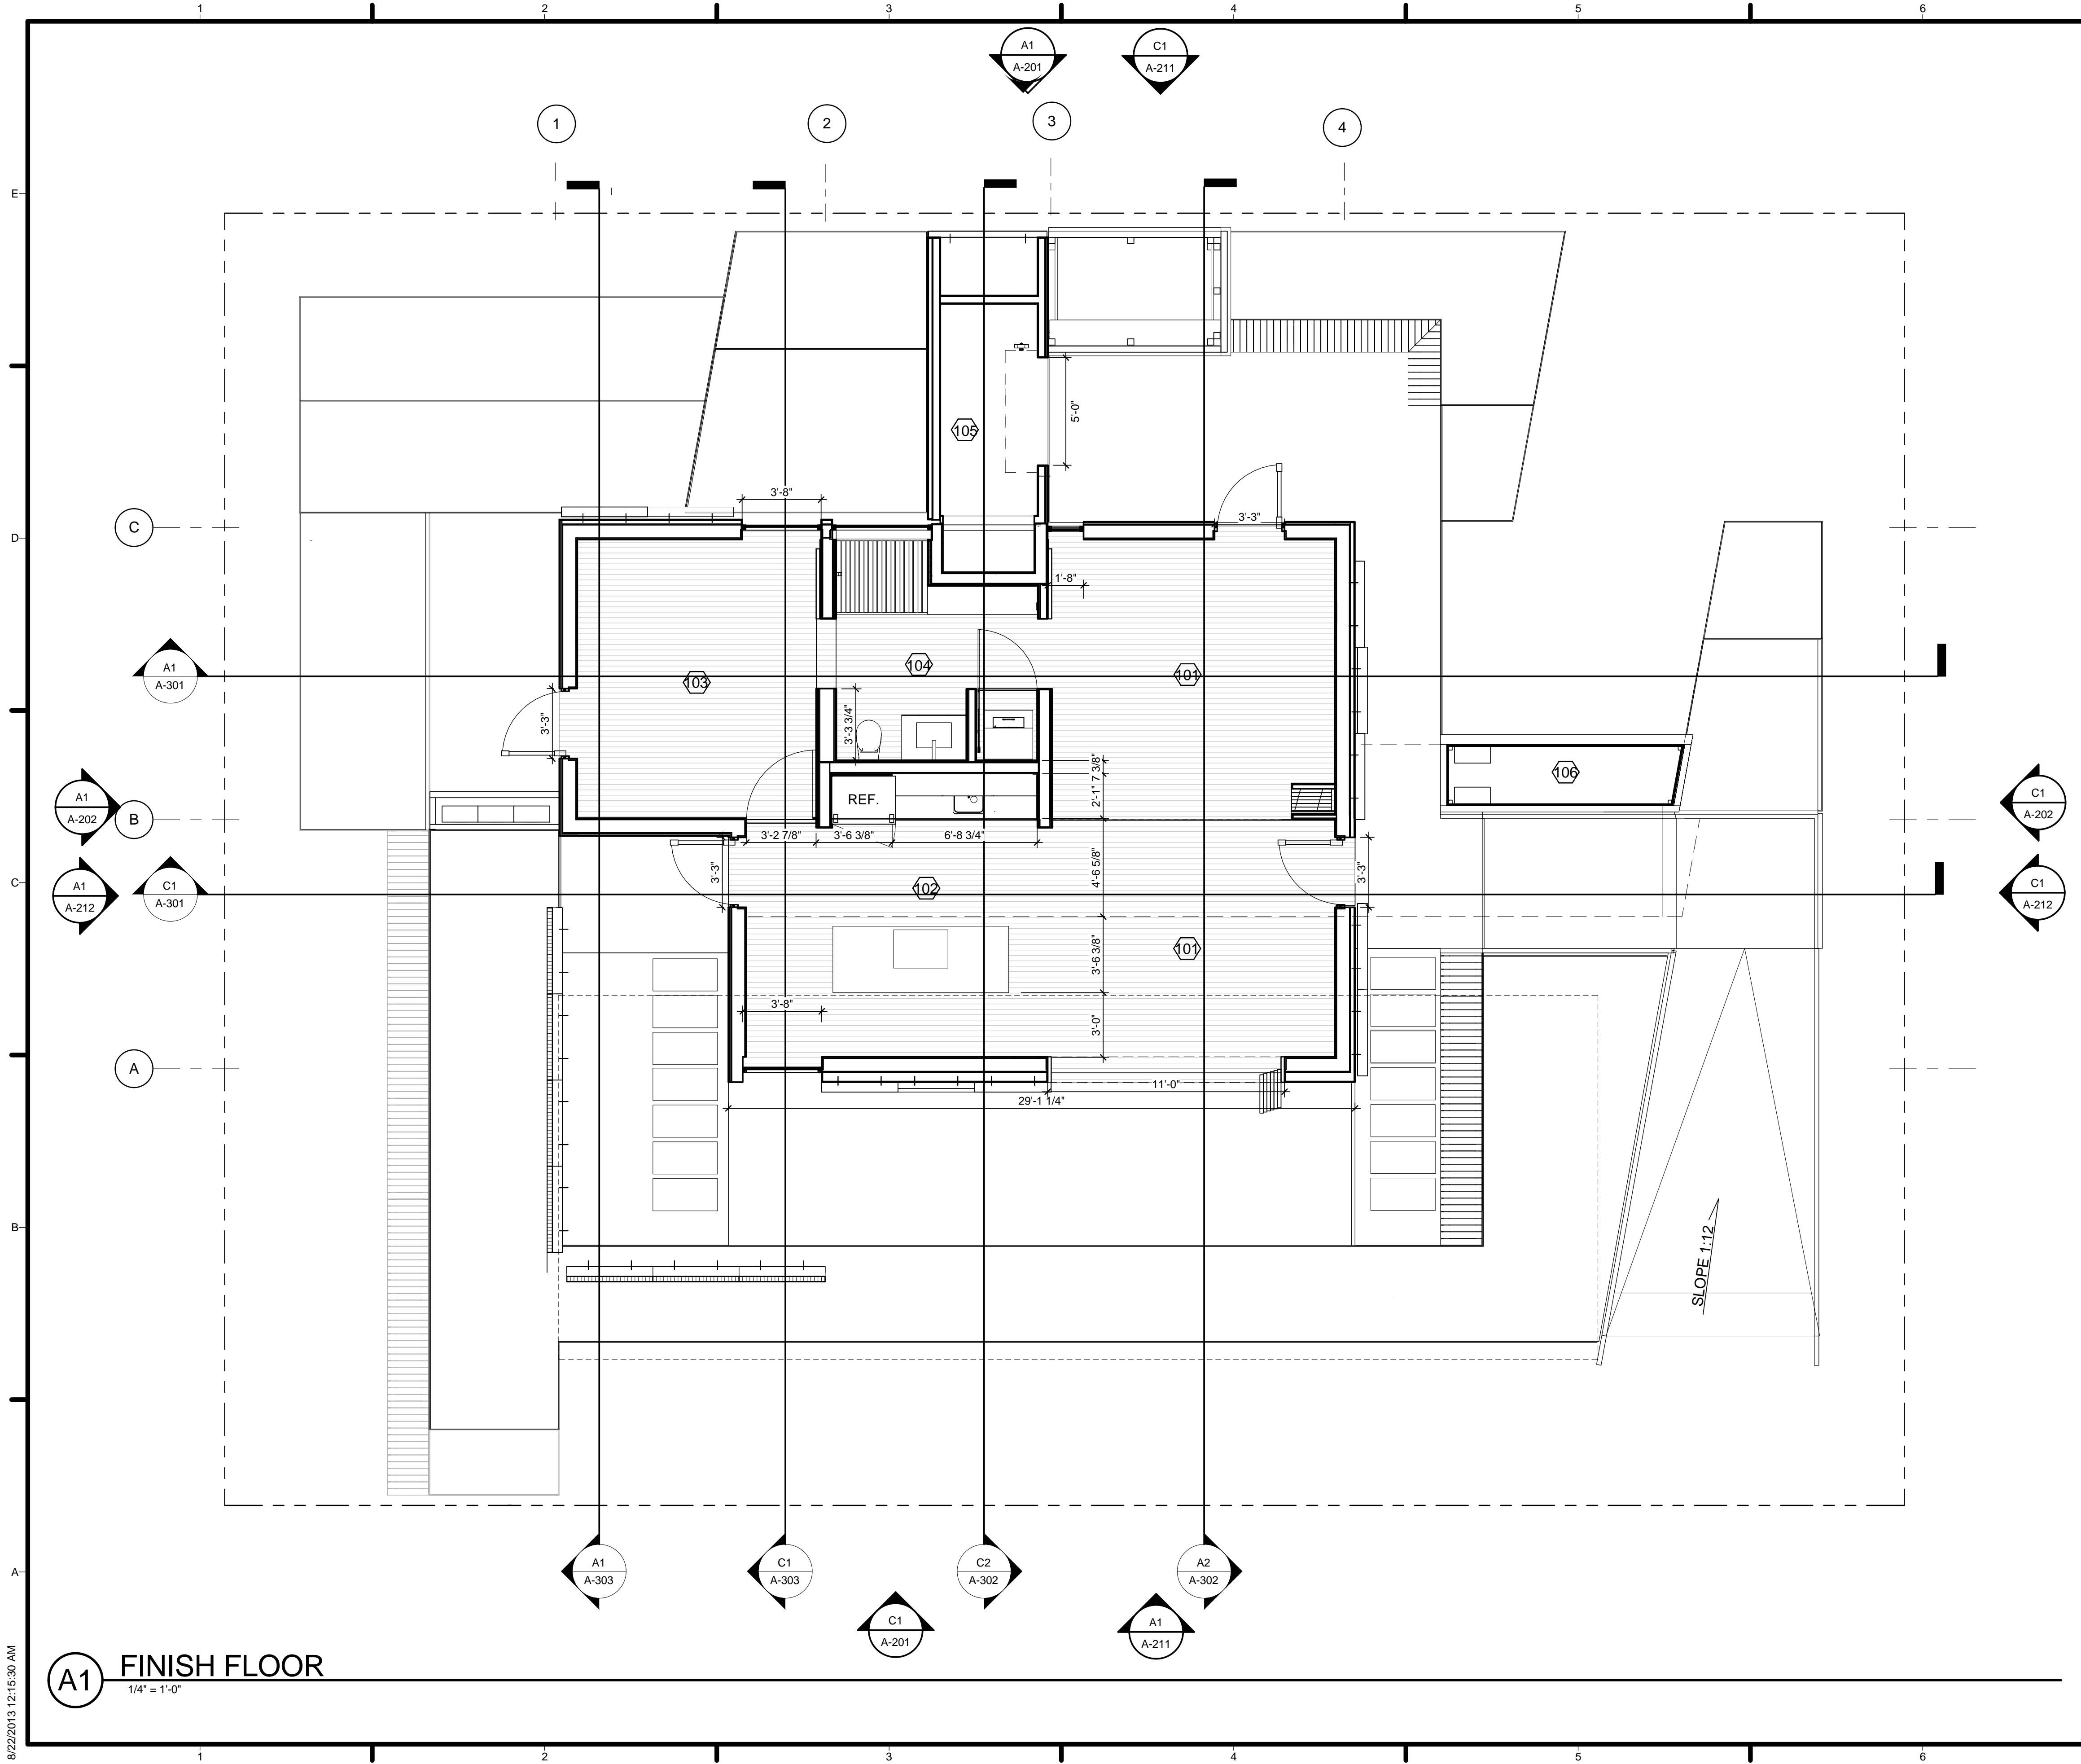 1 2 3 4 5 6
A1
A-201
C1
A-211
1 2 3 4
E
5'-0"
105
3'-8"
3'-3"
C
D
1'-8"
A1
A-301
104
103
101
3'-3"
3'-3 3/4"
7 3/8"
2'-1"
REF.
106
A1
A-202
B
C1
A-202
3'-2 7/8" 3'-6 3/8" 6'-8 3/4"
3'-3"
4'-6 5/8"
3'-3"
C
A1
A-212
C1
A-301
102
C1
A-212
101
3'-6 3/8"
3'-8"
3'-0"
A
11'-0"
29'-1 1/4"
B
SLOPE 1:12
A
A1
A-303
C1
A-303
C2
A-302
A2
A-302
C1
A-201
A1
A-211
A1 FINISH FLOOR
1/4" = 1'-0"
8/22/2013 12:15:30 AM
1 2 3 4 5 6